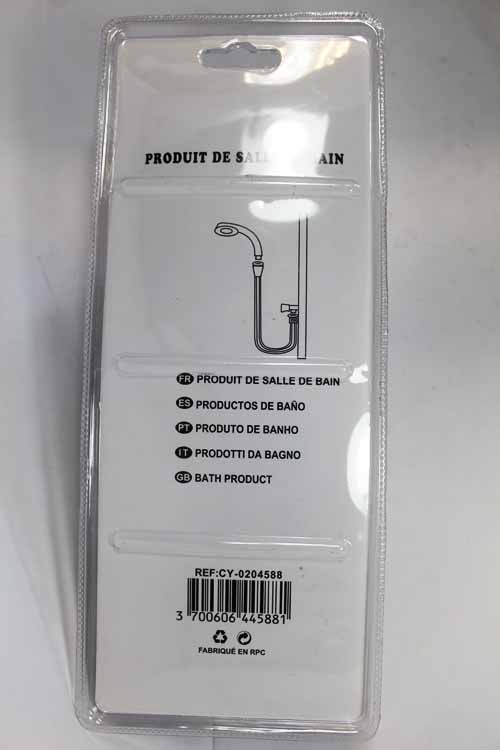 PRODUIT DE SALLE DE BAIN
FR PRODUIT DE SALLE DE BAIN
ES PRODUCTOS DE BAÑO
PT PRODUTO DE BANHO
IT PRODOTTI DA BAGNO
GB BATH PRODUCT
REF:CY-0204588
3 700606 445881
FABRIQUÉ EN RPC